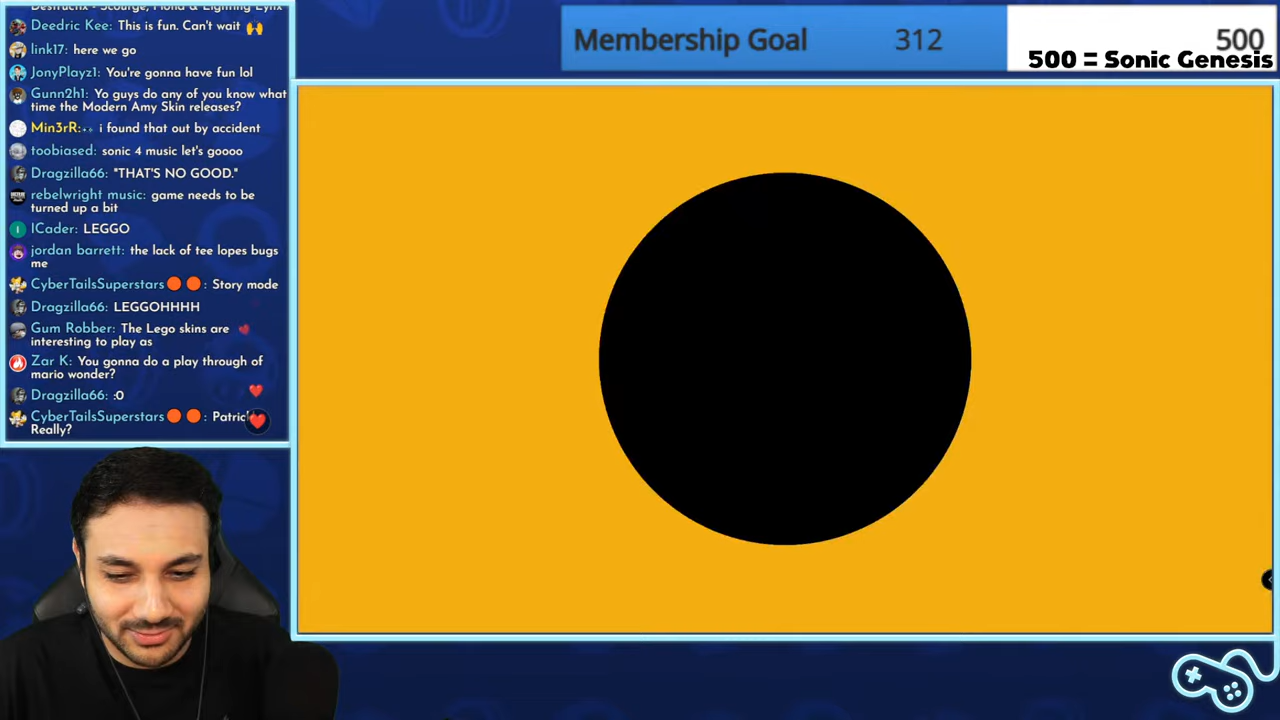 Destructix - Scourge, Fiona & Lighting Lynx
Deedric Kee: This is fun. Can't wait
link17: here we go
JonyPlayz1: You're gonna have fun lol
Gunn2h1: Yo guys do any of you know what
time the Modern Amy Skin releases?
Min3rR: i found that out by accident
toobiased: sonic 4 music let's goooo
Dragzilla66: "THAT'S NO GOOD."
rebelwright music: game needs to be
turned up a bit
ICader: LEGGO
jordan barrett: the lack of tee lopes bugs
me
CyberTailsSuperstars: Story mode
Dragzilla66: LEGGOHHHH
Gum Robber: The Lego skins are
interesting to play as
Zar K: You gonna do a play through of
mario wonder?
Dragzilla66: :0
CyberTailsSuperstars: Patrick
Really?
Membership Goal 312 500
500 = Sonic Genesis